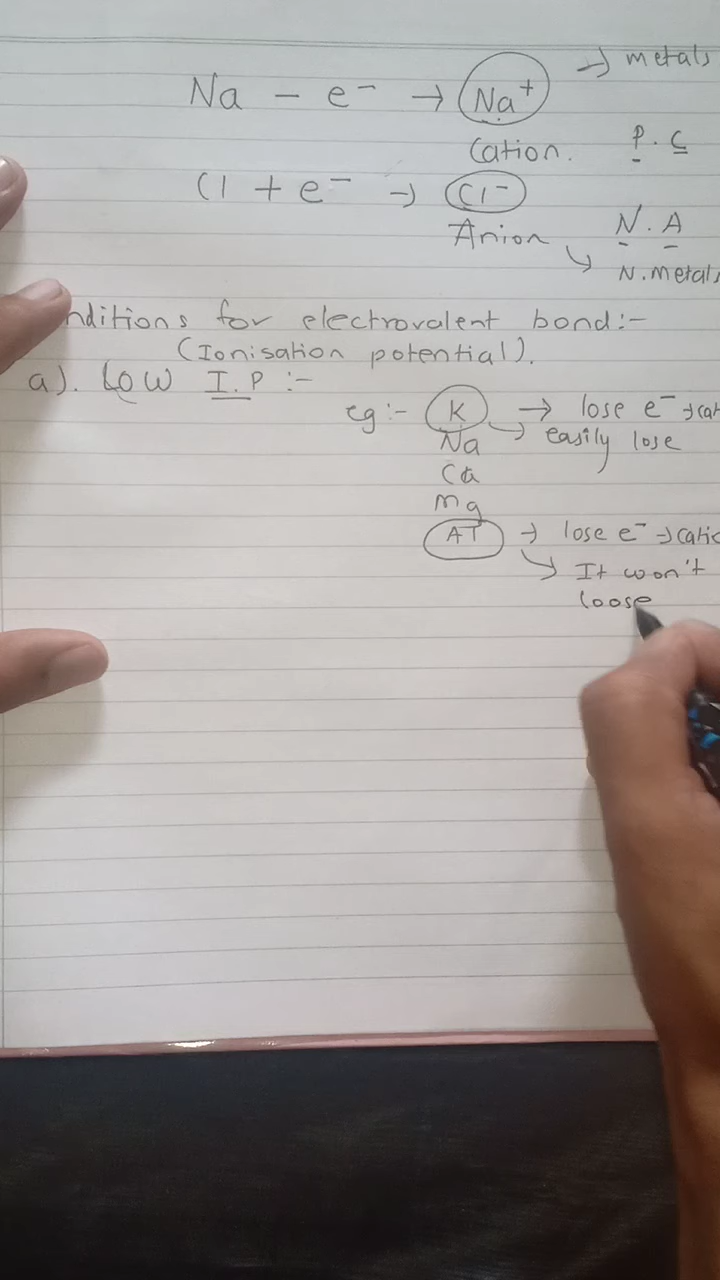 → metals
Na - e⁻ → Na⁺
Cation. P.C
Cl + e⁻ → Cl⁻
Anion N.A
↳ N.metals
nditions for electrovalent bond:-
(Ionisation potential).
a). Low I.P :-
eg:- K → lose e⁻ → cat
→ easily lose
Na
Ca
Mg
Al → lose e⁻ → catio
→ It won't
loose